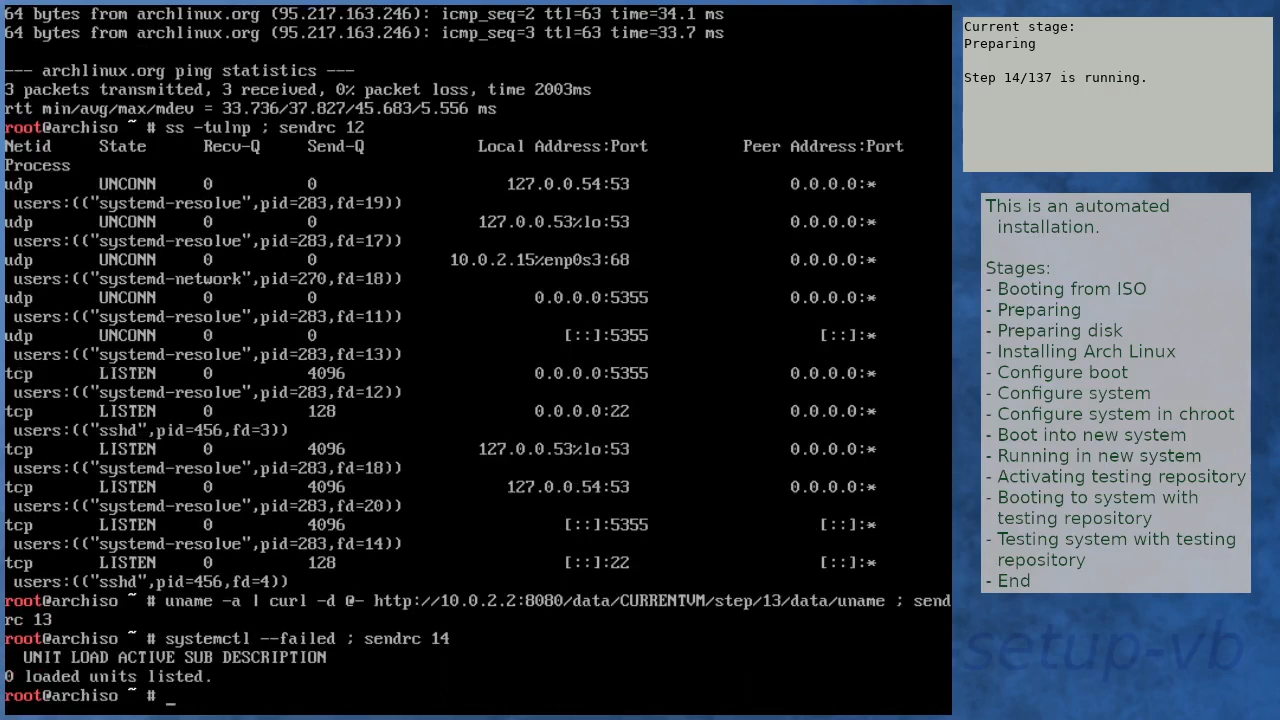 64 bytes from archlinux.org (95.217.163.246): icmp_seq=2 ttl=63 time=34.1 ms
64 bytes from archlinux.org (95.217.163.246): icmp_seq=3 ttl=63 time=33.7 ms
--- archlinux.org ping statistics ---
3 packets transmitted, 3 received, 0% packet loss, time 2003ms
rtt min/avg/max/mdev = 33.736/37.827/45.683/5.556 ms
root@archiso ~ # ss -tulnp ; sendrc 12
Netid State Recv-Q Send-Q Local Address:Port Peer Address:Port
Process
udp UNCONN 0 0 127.0.0.54:53 0.0.0.0:*
users:(("systemd-resolve",pid=283,fd=19))
udp UNCONN 0 0 127.0.0.53%lo:53 0.0.0.0:*
users:(("systemd-resolve",pid=283,fd=17))
udp UNCONN 0 0 10.0.2.15%enp0s3:68 0.0.0.0:*
users:(("systemd-network",pid=270,fd=18))
udp UNCONN 0 0 0.0.0.0:5355 0.0.0.0:*
users:(("systemd-resolve",pid=283,fd=11))
udp UNCONN 0 0 [::]:5355 [::]:*
users:(("systemd-resolve",pid=283,fd=13))
tcp LISTEN 0 4096 0.0.0.0:5355 0.0.0.0:*
users:(("systemd-resolve",pid=283,fd=12))
tcp LISTEN 0 128 0.0.0.0:22 0.0.0.0:*
users:(("sshd",pid=456,fd=3))
tcp LISTEN 0 4096 127.0.0.53%lo:53 0.0.0.0:*
users:(("systemd-resolve",pid=283,fd=18))
tcp LISTEN 0 4096 127.0.0.54:53 0.0.0.0:*
users:(("systemd-resolve",pid=283,fd=20))
tcp LISTEN 0 4096 [::]:5355 [::]:*
users:(("systemd-resolve",pid=283,fd=14))
tcp LISTEN 0 128 [::]:22 [::]:*
users:(("sshd",pid=456,fd=4))
root@archiso ~ # uname -a | curl -d @- http://10.0.2.2:8080/data/CURRENTVM/step/13/data/uname ; send
rc 13
root@archiso ~ # systemctl --failed ; sendrc 14
UNIT LOAD ACTIVE SUB DESCRIPTION
0 loaded units listed.
root@archiso ~ # _
Current stage:
Preparing
Step 14/137 is running.
This is an automated
installation.
Stages:
- Booting from ISO
- Preparing
- Preparing disk
- Installing Arch Linux
- Configure boot
- Configure system
- Configure system in chroot
- Boot into new system
- Running in new system
- Activating testing repository
- Booting to system with
testing repository
- Testing system with testing
repository
- End
setup-vb